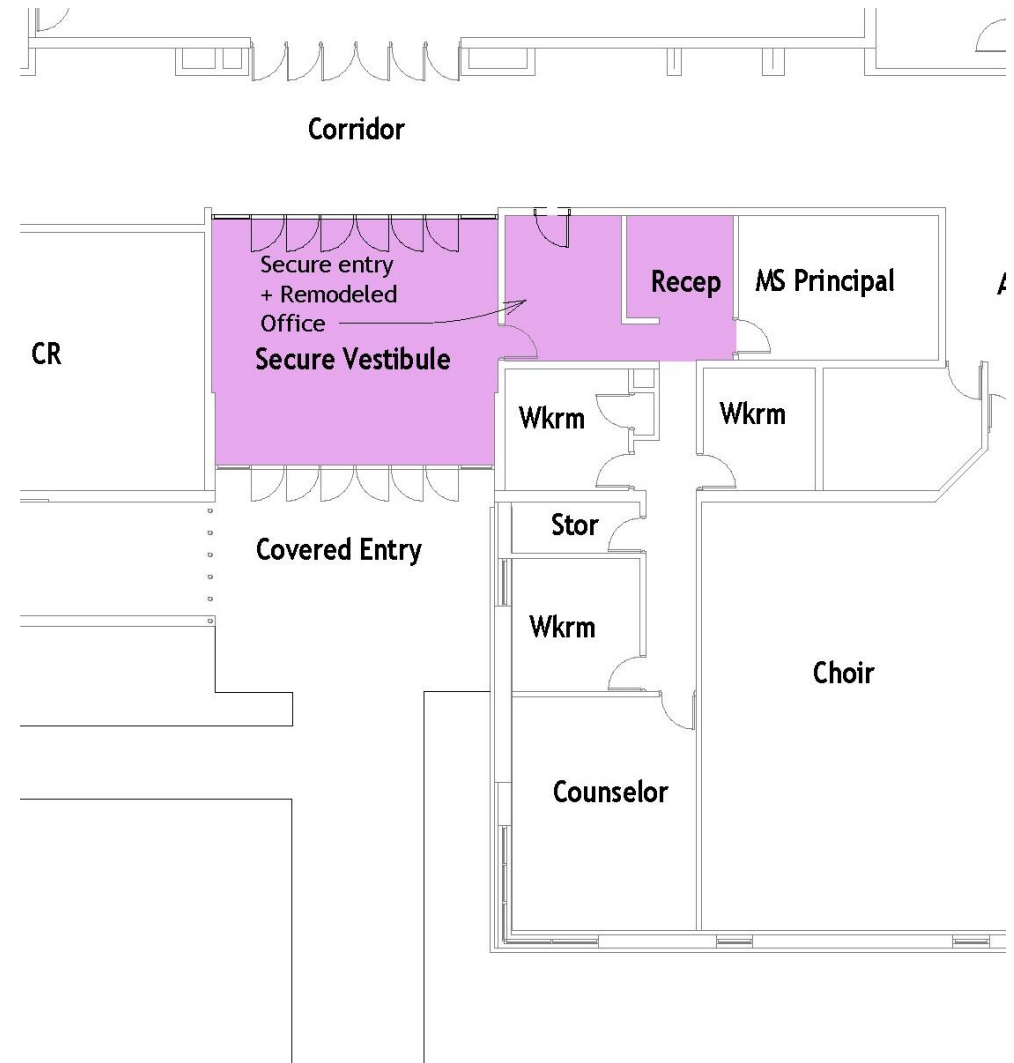 Corridor
Secure entry
+ Remodeled
Office
Secure Vestibule
Recep
MS Principal
CR
Wkrm
Wkrm
Stor
Covered Entry
Wkrm
Choir
Counselor